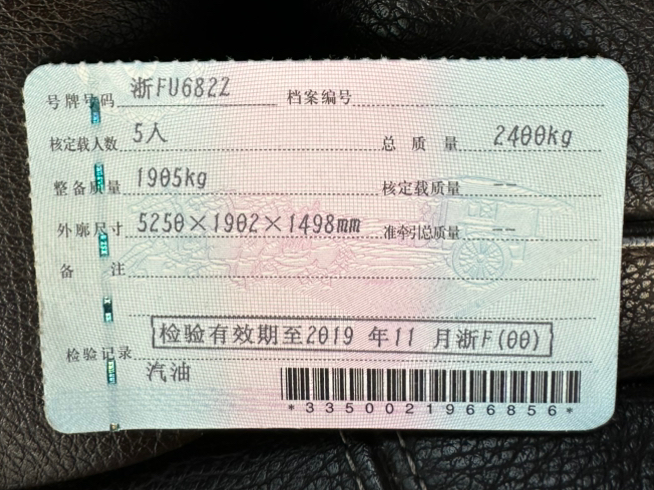 号牌号码 浙FU6822 档案编号
核定载人数 5人 总质量 2400kg
整备质量 1905kg 核定载质量 --
外廓尺寸 5250×1902×1498mm 准牵引总质量 --
备注
检验有效期至2019 年11 月浙F(00)
检验记录
汽油
*3350021966856*